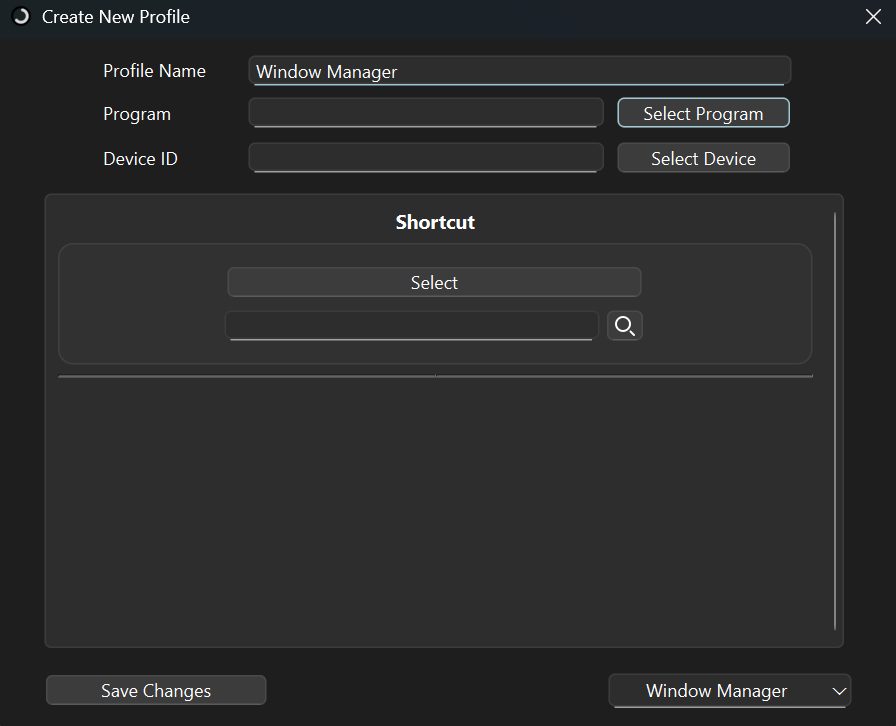 Create New Profile
Profile Name
Window Manager
Program
Select Program
Device ID
Select Device
Shortcut
Select
Save Changes
Window Manager